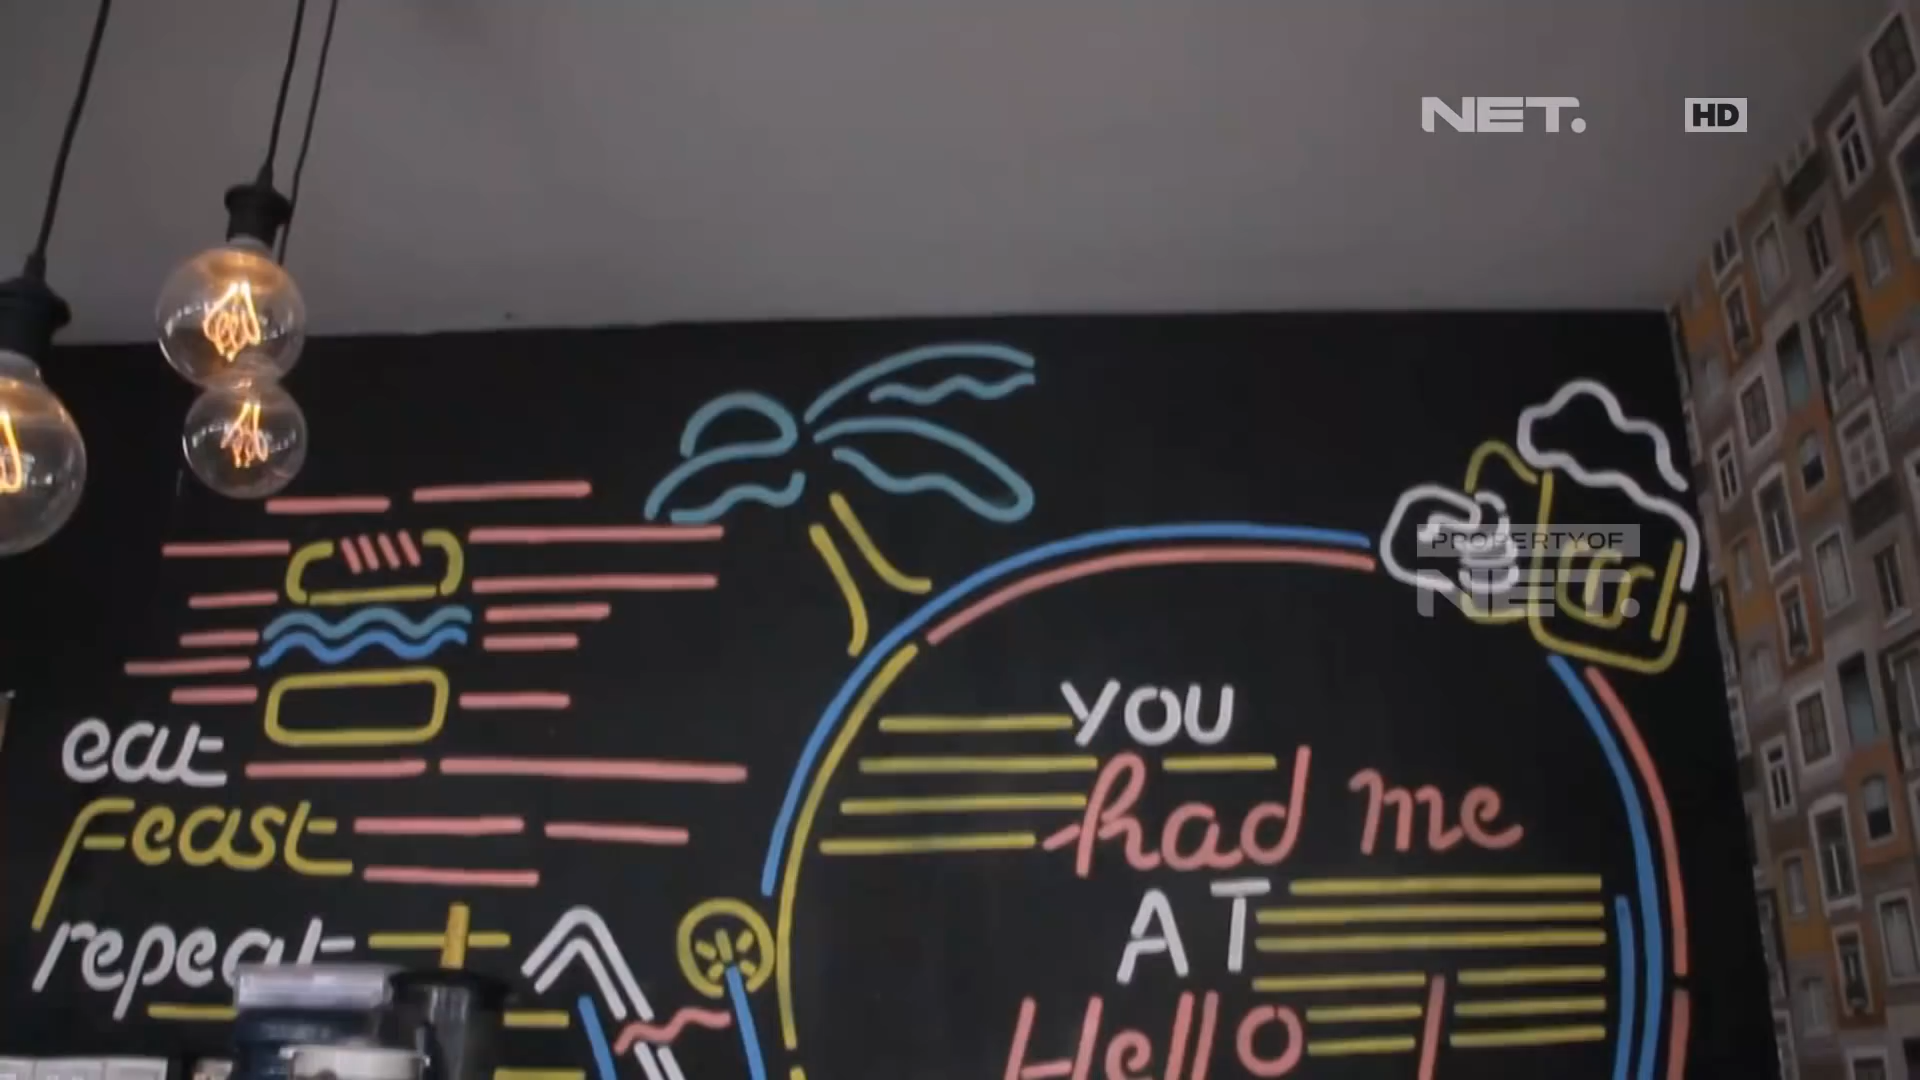 NET. HD
PROPERTY OF
NET.
eat
feast
repeat
YOU
had me
AT
Hello